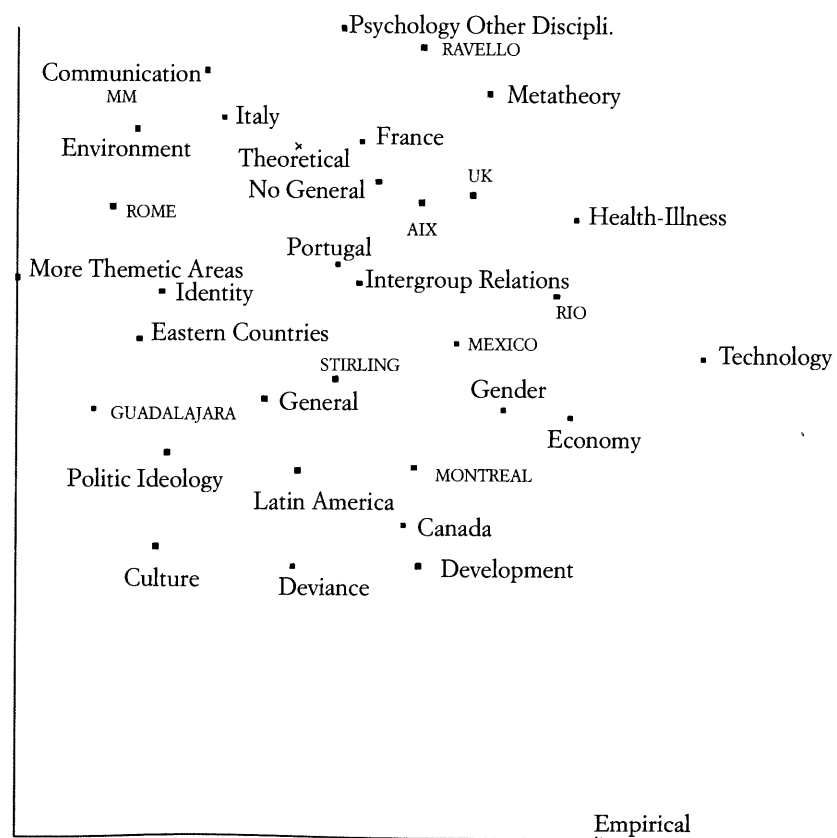 Psychology Other Discipli.
RAVELLO
Communication
MM
Metatheory
Italy
France
Environment
Theoretical
No General
UK
ROME
AIX
Health-Illness
Portugal
More Themetic Areas
Intergroup Relations
Identity
RIO
Eastern Countries
MEXICO
Technology
STIRLING
General
Gender
GUADALAJARA
Economy
Politic Ideology
MONTREAL
Latin America
Canada
Culture
Deviance
Development
Empirical